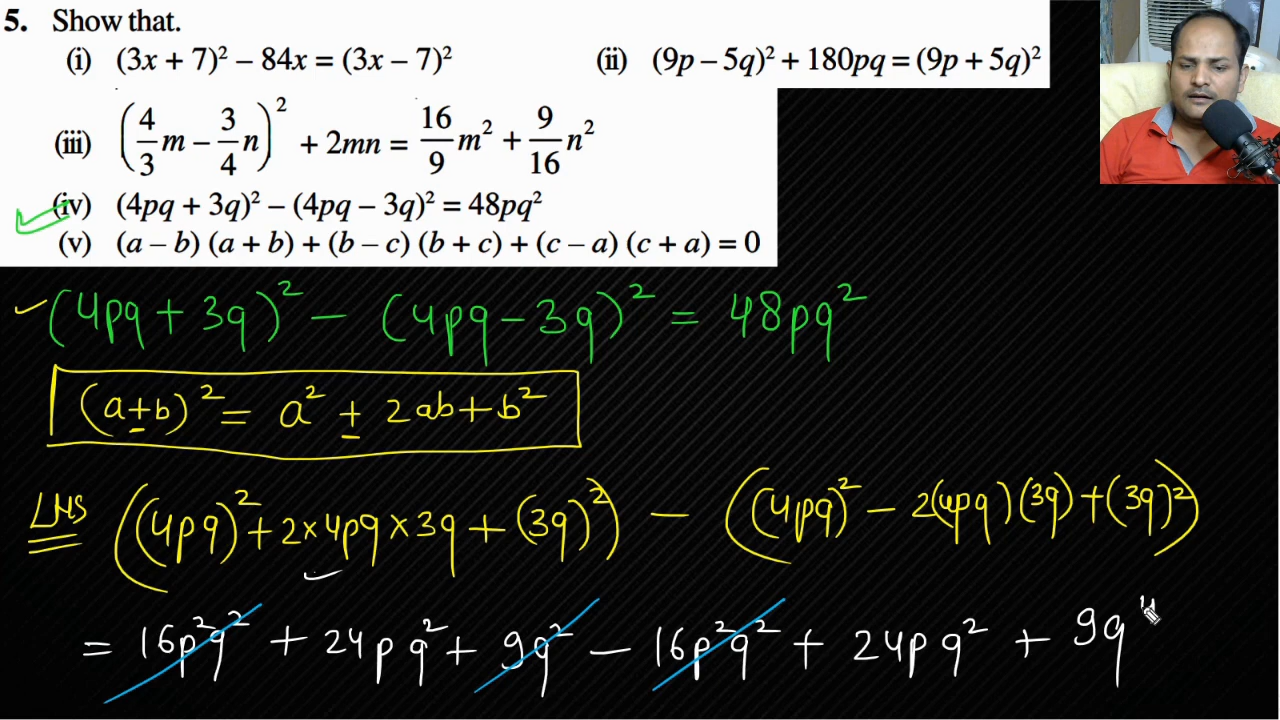 5. Show that.
(i) (3x + 7)² – 84x = (3x – 7)² (ii) (9p – 5q)² + 180pq = (9p + 5q)²
(iii) (4/3 m – 3/4 n)² + 2mn = 16/9 m² + 9/16 n²
(iv) (4pq + 3q)² – (4pq – 3q)² = 48pq²
(v) (a – b) (a + b) + (b – c) (b + c) + (c – a) (c + a) = 0
(4pq + 3q)² – (4pq – 3q)² = 48pq²
(a ± b)² = a² ± 2ab + b²
LHS ((4pq)² + 2×4pq×3q + (3q)²) – ((4pq)² – 2(4pq)(3q) + (3q)²)
= 16p²q² + 24pq² + 9q² – 16p²q² + 24pq² + 9q